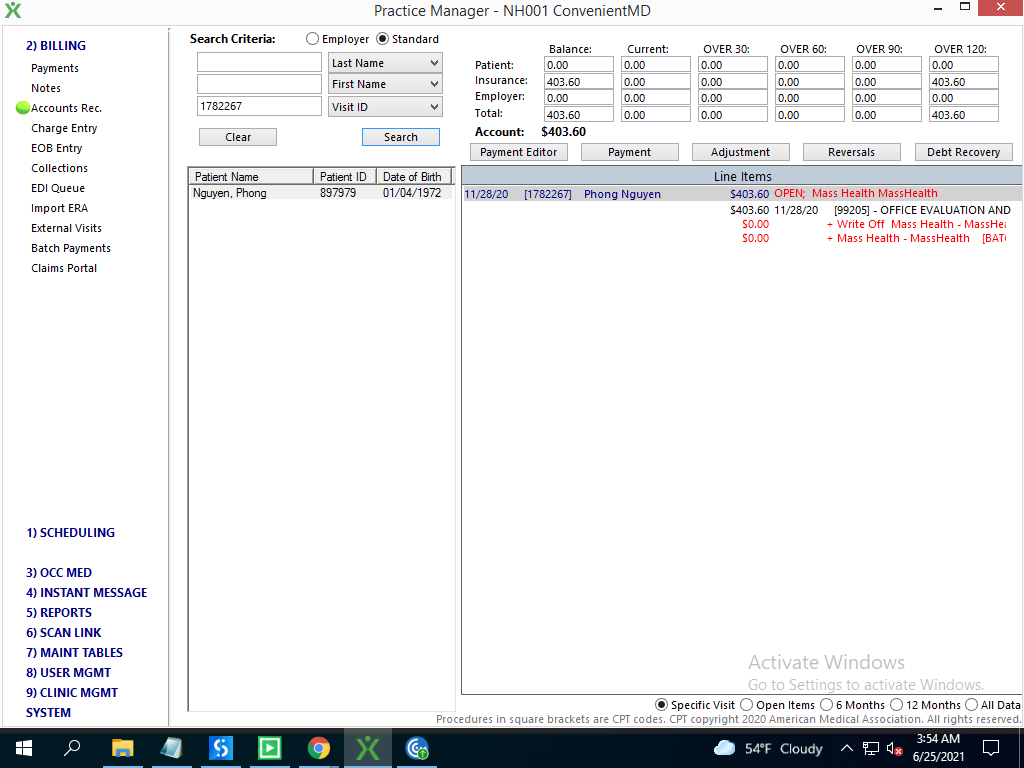 Practice Manager - NH001 ConvenientMD
2) BILLING
Payments
Notes
Accounts Rec.
Charge Entry
EOB Entry
Collections
EDI Queue
Import ERA
External Visits
Batch Payments
Claims Portal
1) SCHEDULING
3) OCC MED
4) INSTANT MESSAGE
5) REPORTS
6) SCAN LINK
7) MAINT TABLES
8) USER MGMT
9) CLINIC MGMT
SYSTEM
Search Criteria: Employer Standard
Last Name
First Name
1782267 Visit ID
Clear Search
Patient Name Patient ID Date of Birth
Nguyen, Phong 897979 01/04/1972
Balance: Current: OVER 30: OVER 60: OVER 90: OVER 120:
Patient: 0.00 0.00 0.00 0.00 0.00 0.00
Insurance: 403.60 0.00 0.00 0.00 0.00 403.60
Employer: 0.00 0.00 0.00 0.00 0.00 0.00
Total: 403.60 0.00 0.00 0.00 0.00 403.60
Account: $403.60
Payment Editor Payment Adjustment Reversals Debt Recovery
Line Items
11/28/20 [1782267] Phong Nguyen $403.60 OPEN; Mass Health MassHealth
$403.60 11/28/20 [99205] - OFFICE EVALUATION AND
$0.00 + Write Off Mass Health - MassHea
$0.00 + Mass Health - MassHealth [BAT
Activate Windows
Go to Settings to activate Windows.
Specific Visit Open Items 6 Months 12 Months All Data
Procedures in square brackets are CPT codes. CPT copyright 2020 American Medical Association. All rights reserved.
54°F Cloudy
3:54 AM
6/25/2021